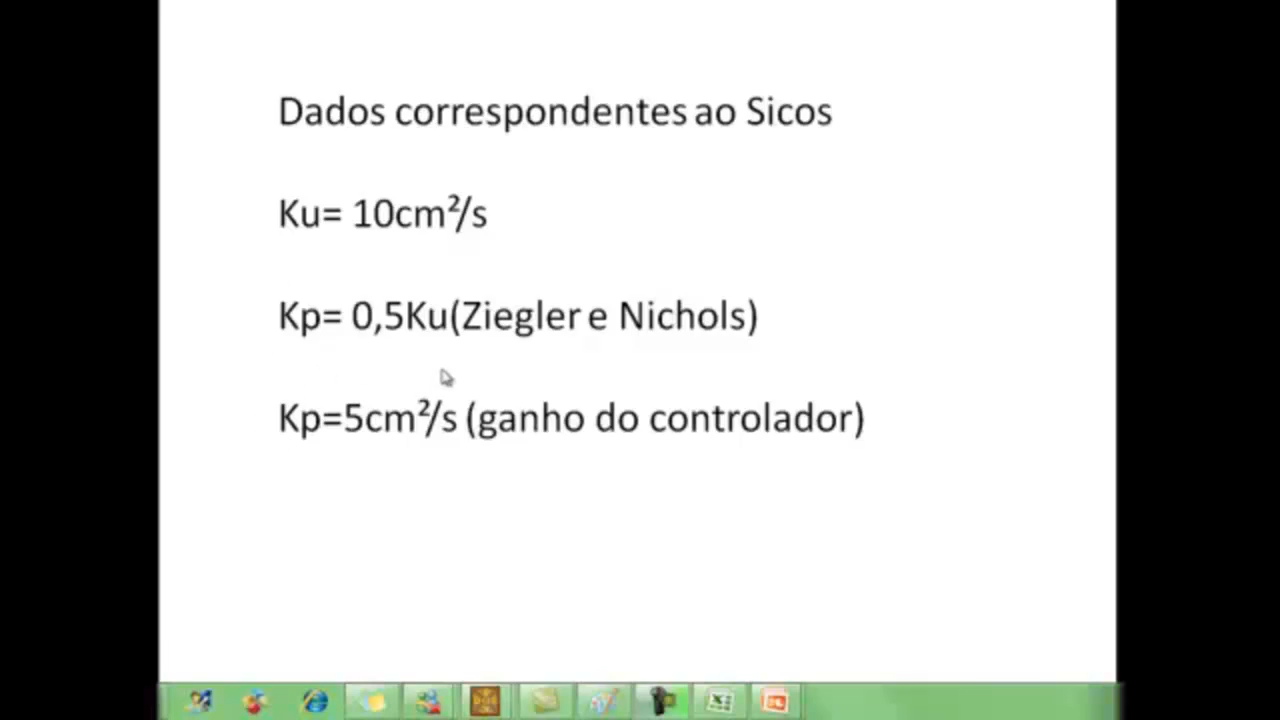 Dados correspondentes ao Sicos
Ku= 10cm²/s
Kp= 0,5Ku(Ziegler e Nichols)
Kp=5cm²/s (ganho do controlador)